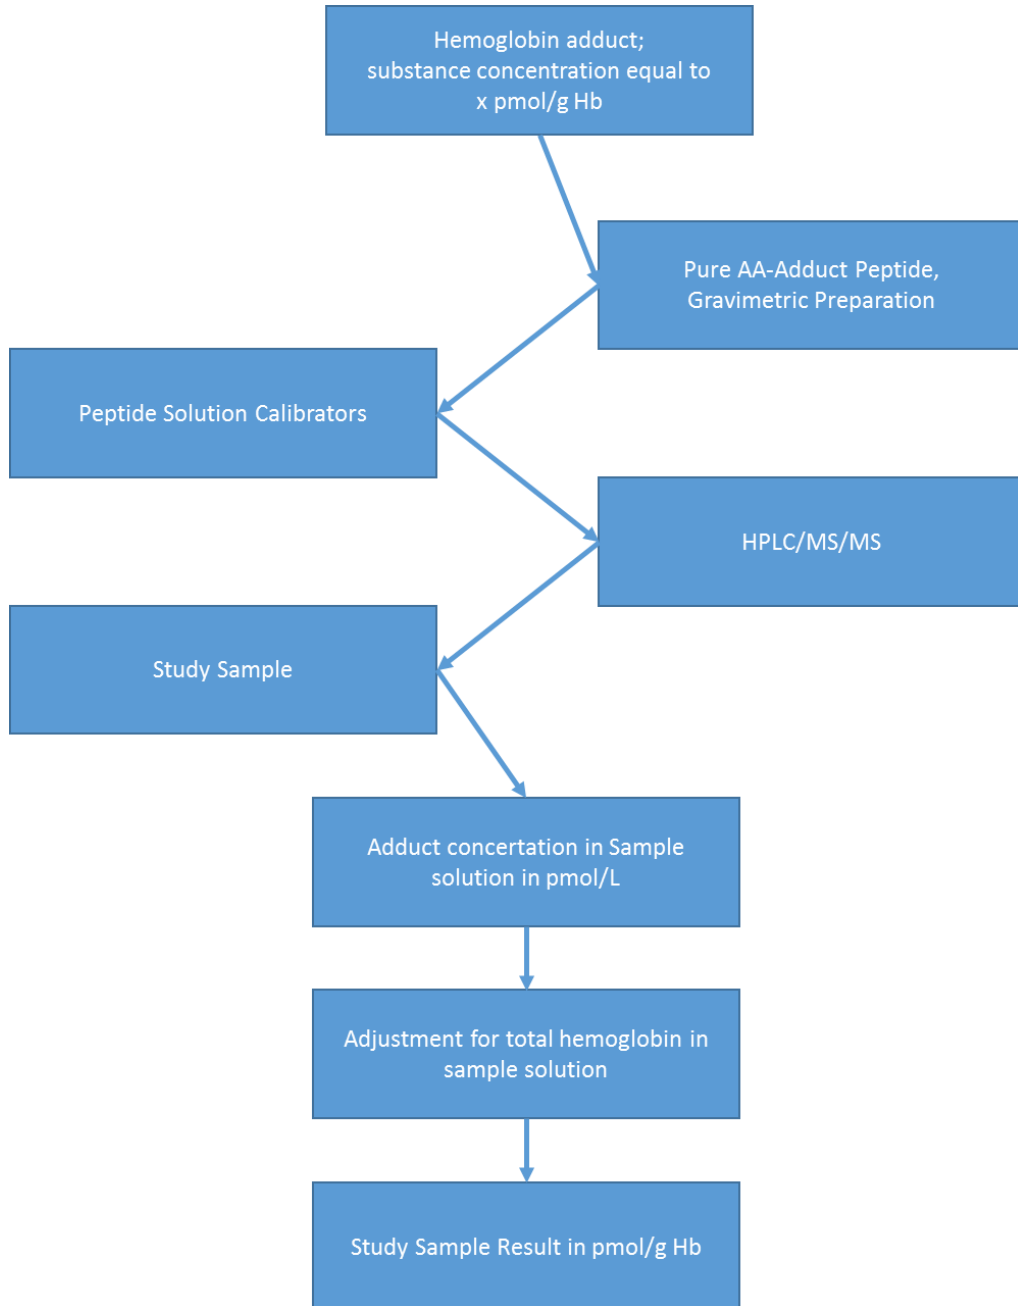 Hemoglobin adduct;
substance concentration equal to
x pmol/g Hb
Pure AA-Adduct Peptide,
Gravimetric Preparation
Peptide Solution Calibrators
HPLC/MS/MS
Study Sample
Adduct concertation in Sample
solution in pmol/L
Adjustment for total hemoglobin in
sample solution
Study Sample Result in pmol/g Hb